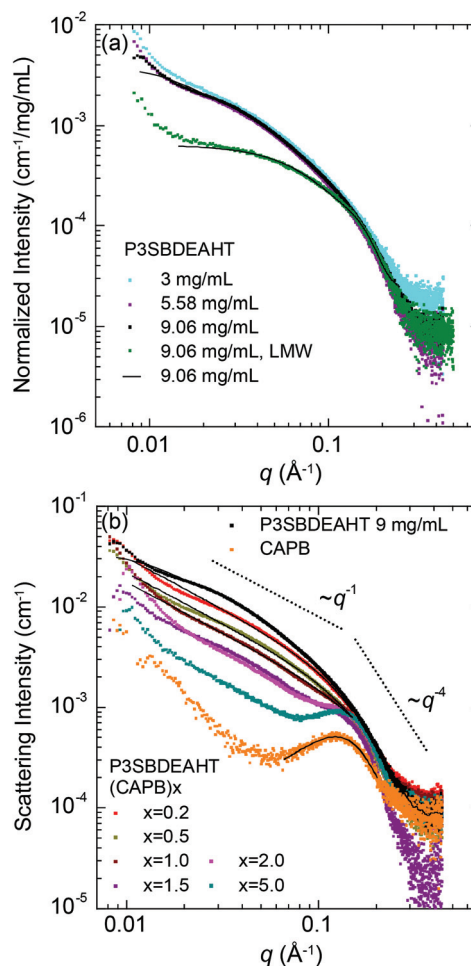 10⁻²
(a)
10⁻³
10⁻⁴
10⁻⁵
10⁻⁶
Normalized Intensity (cm⁻¹/mg/mL)
P3SBDEAHT
3 mg/mL
5.58 mg/mL
9.06 mg/mL
9.06 mg/mL, LMW
9.06 mg/mL
0.01
0.1
q (Å⁻¹)
10⁻¹
(b)
P3SBDEAHT 9 mg/mL
CAPB
10⁻²
~q⁻¹
10⁻³
~q⁻⁴
10⁻⁴
10⁻⁵
Scattering Intensity (cm⁻¹)
P3SBDEAHT
(CAPB)x
x=0.2
x=0.5
x=1.0 x=2.0
x=1.5 x=5.0
0.01
0.1
q (Å⁻¹)